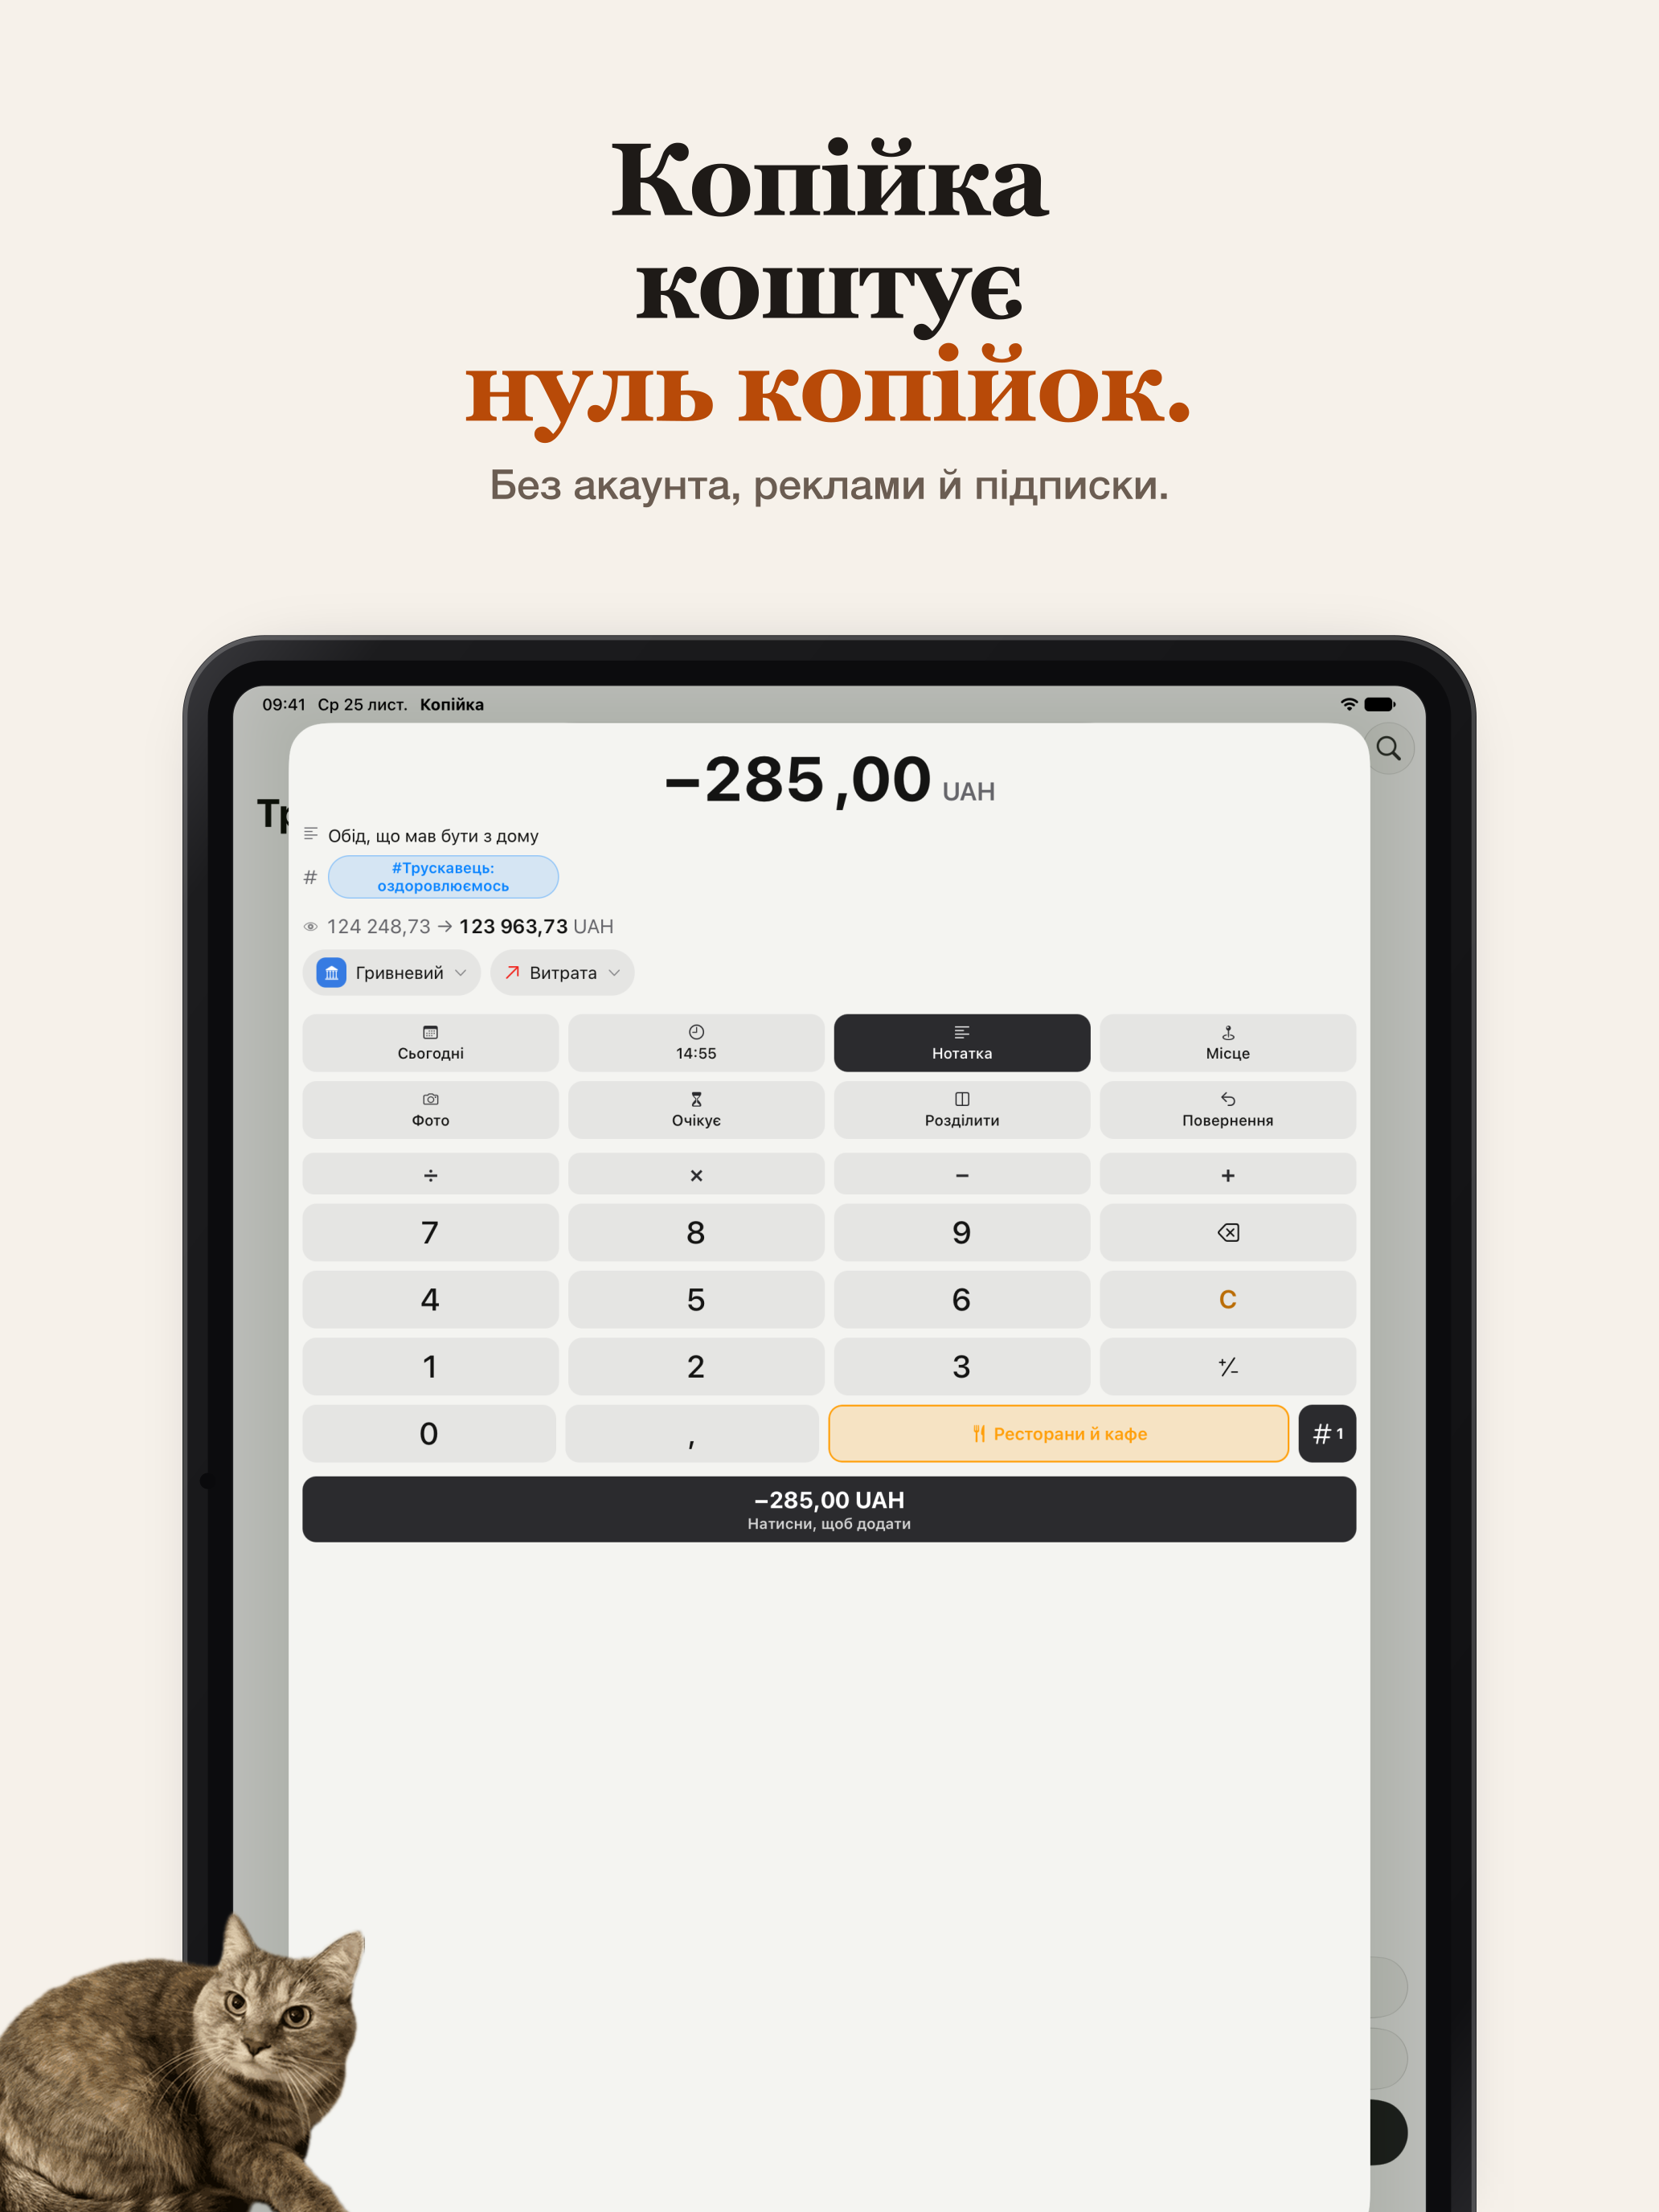 Копійка
коштує
нуль копійок.
Без акаунта, реклами й підписки.
09:41 Ср 25 лист. Копійка
−285,00 UAH
Обід, що мав бути з дому
# #Трускавець:
оздоровлюємось
124 248,73 → 123 963,73 UAH
Гривневий Витрата
Сьогодні 14:55 Нотатка Місце
Фото Очікує Розділити Повернення
÷ × − +
7 8 9
4 5 6 C
1 2 3 +/−
0 , Ресторани й кафе # 1
−285,00 UAH
Натисни, щоб додати